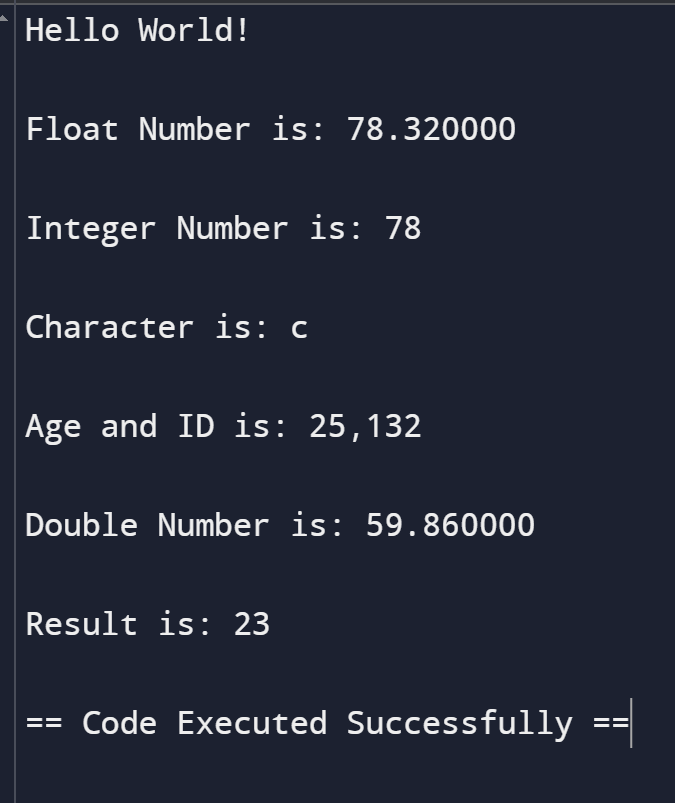 Hello World!
Float Number is: 78.320000
Integer Number is: 78
Character is: c
Age and ID is: 25,132
Double Number is: 59.860000
Result is: 23
== Code Executed Successfully ==